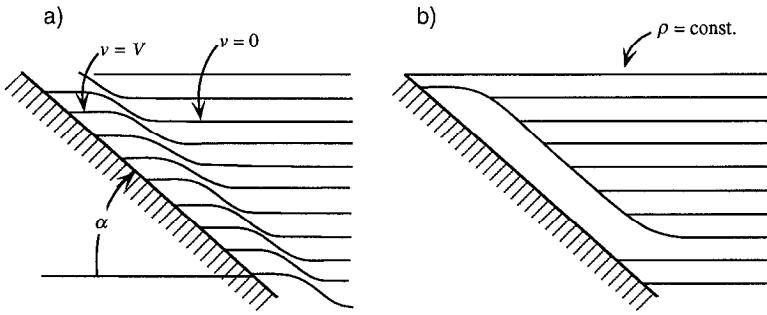 a)
ν = V
ν = 0
α
b)
ρ = const.